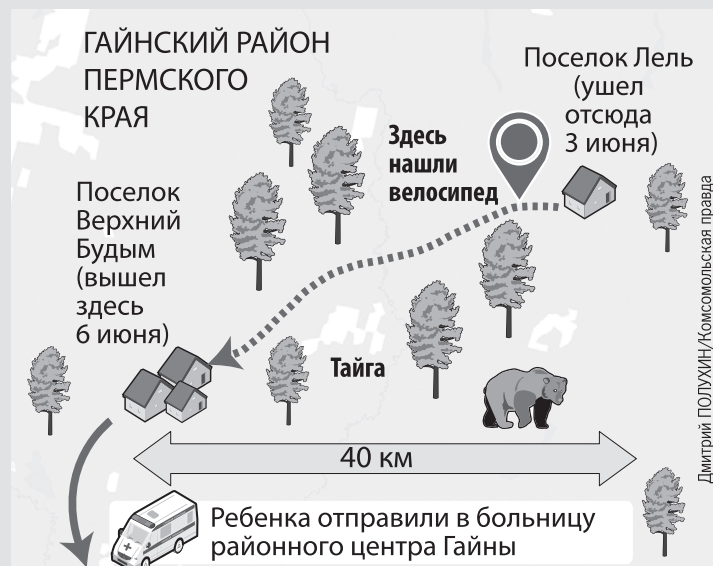 ГАЙНСКИЙ РАЙОН
ПЕРМСКОГО
КРАЯ
Поселок Лель
(ушел
отсюда
3 июня)
Здесь
нашли
велосипед
Поселок
Верхний
Будым
(вышел
здесь
6 июня)
Тайга
40 км
Ребенка отправили в больницу
районного центра Гайны
Дмитрий ПОЛУХИН/Комсомольская правда